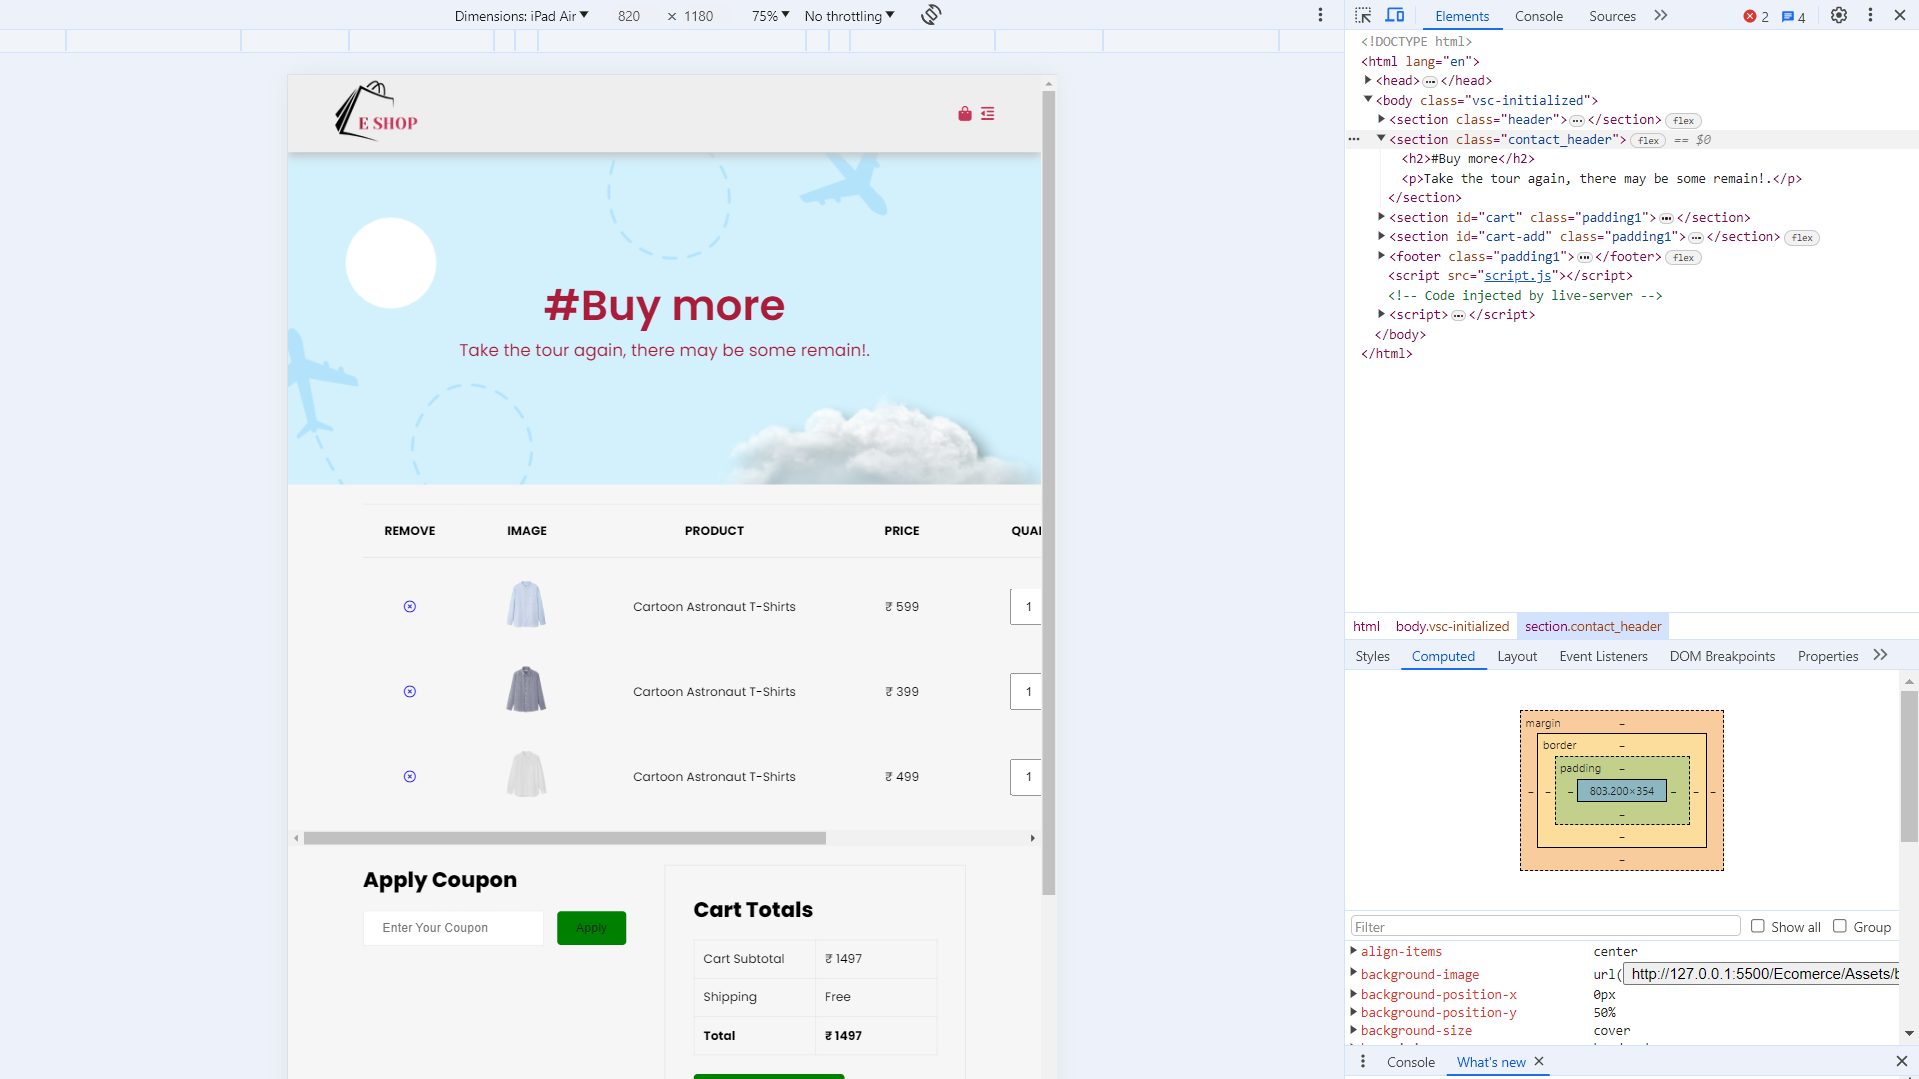 Dimensions: iPad Air ▼ 820 × 1180 75% ▼ No throttling ▼
E SHOP
#Buy more
Take the tour again, there may be some remain!.
REMOVE IMAGE PRODUCT PRICE QUA
Cartoon Astronaut T-Shirts ₹ 599 1
Cartoon Astronaut T-Shirts ₹ 399 1
Cartoon Astronaut T-Shirts ₹ 499 1
Apply Coupon
Enter Your Coupon Apply
Cart Totals
Cart Subtotal ₹ 1497
Shipping Free
Total ₹ 1497
Elements Console Sources 2 4
<!DOCTYPE html>
<html lang="en">
<head>…</head>
<body class="vsc-initialized">
<section class="header">…</section> flex
<section class="contact_header"> flex == $0
<h2>#Buy more</h2>
<p>Take the tour again, there may be some remain!.</p>
</section>
<section id="cart" class="padding1">…</section>
<section id="cart-add" class="padding1">…</section> flex
<footer class="padding1">…</footer> flex
<script src="script.js"></script>
<!-- Code injected by live-server -->
<script>…</script>
</body>
</html>
html body.vsc-initialized section.contact_header
Styles Computed Layout Event Listeners DOM Breakpoints Properties
margin –
border –
padding –
– – – 803.200×354 – – –
–
–
–
Filter Show all Group
align-items center
background-image url( http://127.0.0.1:5500/Ecomerce/Assets/b
background-position-x 0px
background-position-y 50%
background-size cover
Console What's new